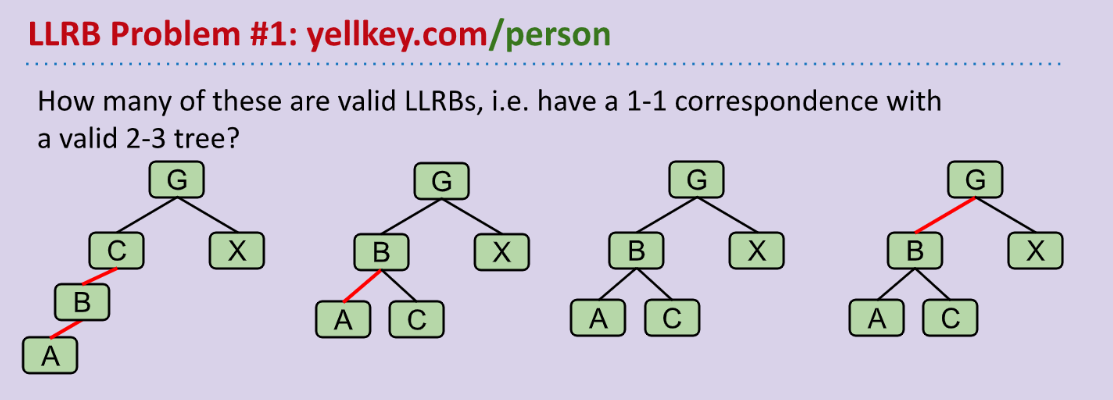 LLRB Problem #1: yellkey.com/person
How many of these are valid LLRBs, i.e. have a 1-1 correspondence with
a valid 2-3 tree?
G
C X
B
A
G
B X
A C
G
B X
A C
G
B X
A C